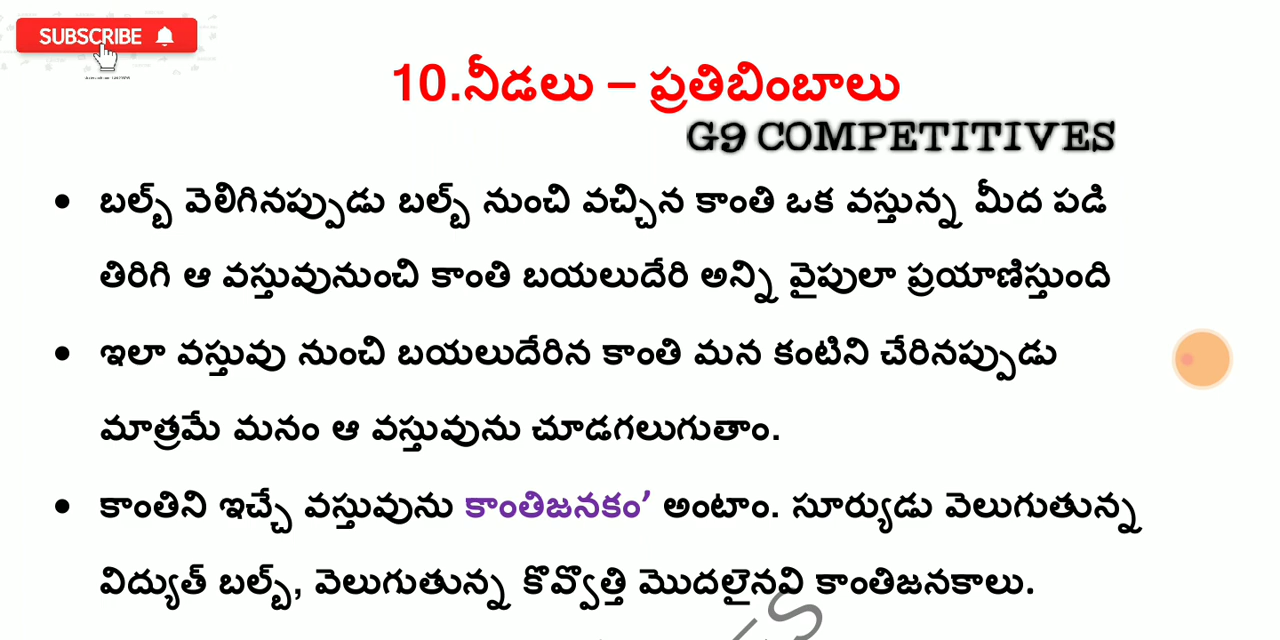 SUBSCRIBE
10.నీడలు – ప్రతిబింబాలు
G9 COMPETITIVES
• బల్బ్ వెలిగినప్పుడు బల్బ్ నుంచి వచ్చిన కాంతి ఒక వస్తున్న మీద పడి
తిరిగి ఆ వస్తువునుంచి కాంతి బయలుదేరి అన్ని వైపులా ప్రయాణిస్తుంది
• ఇలా వస్తువు నుంచి బయలుదేరిన కాంతి మన కంటిని చేరినప్పుడు
మాత్రమే మనం ఆ వస్తువును చూడగలుగుతాం.
• కాంతిని ఇచ్చే వస్తువును కాంతిజనకం’ అంటాం. సూర్యుడు వెలుగుతున్న
విద్యుత్ బల్బ్, వెలుగుతున్న కొవ్వొత్తి మొదలైనవి కాంతిజనకాలు.